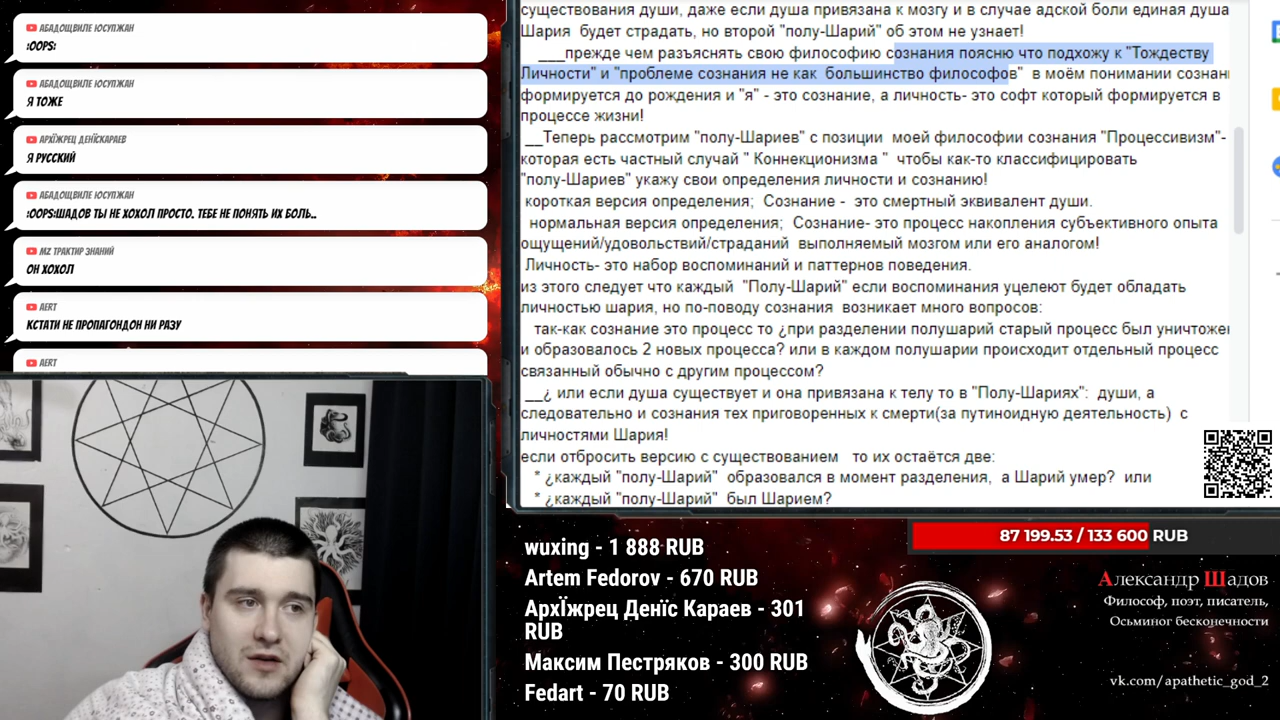 АБАДОЩВИЛЕ ЮСУПЖАН
:OOPS:
АБАДОЩВИЛЕ ЮСУПЖАН
Я ТОЖЕ
АРХЇЖРЕЦ ДЕНЇСКАРАЕВ
Я РУССКИЙ
АБАДОЩВИЛЕ ЮСУПЖАН
:OOPS:ШАДОВ ТЫ НЕ ХОХОЛ ПРОСТО. ТЕБЕ НЕ ПОНЯТЬ ИХ БОЛЬ..
MZ ТРАКТИР ЗНАНИЙ
ОН ХОХОЛ
AERT
КСТАТИ НЕ ПРОПАГОНДОН НИ РАЗУ
AERT
существования души, даже если душа привязана к мозгу и в случае адской боли единая душа
Шария будет страдать, но второй "полу-Шарий" об этом не узнает!
___прежде чем разъяснять свою философию сознания поясню что подхожу к "Тождеству
Личности" и "проблеме сознания не как большинство философов" в моём понимании сознан
формируется до рождения и "я" - это сознание, а личность- это софт который формируется в
процессе жизни!
__Теперь рассмотрим "полу-Шариев" с позиции моей философии сознания "Процессивизм"-
которая есть частный случай " Коннекционизма " чтобы как-то классифицировать
"полу-Шариев" укажу свои определения личности и сознанию!
короткая версия определения; Сознание - это смертный эквивалент души.
нормальная версия определения; Сознание- это процесс накопления субъективного опыта
ощущений/удовольствий/страданий выполняемый мозгом или его аналогом!
Личность- это набор воспоминаний и паттернов поведения.
из этого следует что каждый "Полу-Шарий" если воспоминания уцелеют будет обладать
личностью шария, но по-поводу сознания возникает много вопросов:
так-как сознание это процесс то ¿при разделении полушарий старый процесс был уничтожен
и образовалось 2 новых процесса? или в каждом полушарии происходит отдельный процесс
связанный обычно с другим процессом?
__¿ или если душа существует и она привязана к телу то в "Полу-Шариях": души, а
следовательно и сознания тех приговоренных к смерти(за путиноидную деятельность) с
личностями Шария!
если отбросить версию с существованием то их остаётся две:
* ¿каждый "полу-Шарий" образовался в момент разделения, а Шарий умер? или
* ¿каждый "полу-Шарий" был Шарием?
87 199.53 / 133 600 RUB
wuxing - 1 888 RUB
Artem Fedorov - 670 RUB
АрхЇжрец Денїс Караев - 301
RUB
Максим Пестряков - 300 RUB
Fedart - 70 RUB
Александр Шадов
Философ, поэт, писатель,
Осьминог бесконечности
vk.com/apathetic_god_2